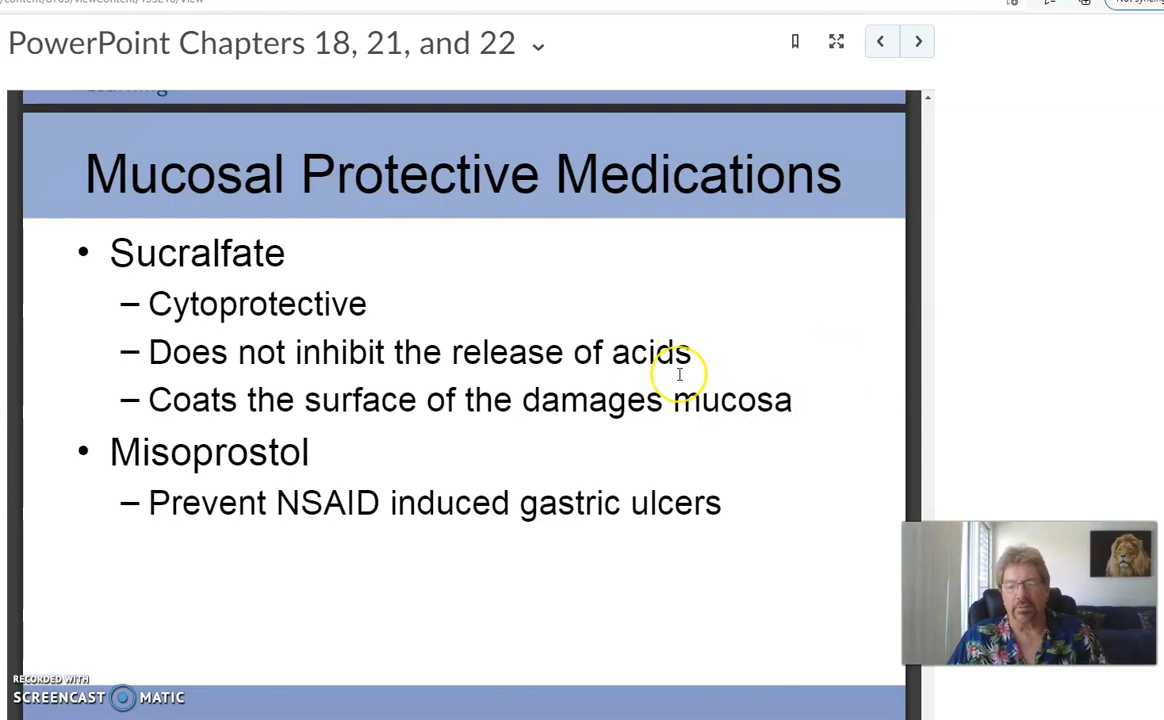 PowerPoint Chapters 18, 21, and 22
Mucosal Protective Medications
• Sucralfate
– Cytoprotective
– Does not inhibit the release of acids
– Coats the surface of the damages mucosa
• Misoprostol
– Prevent NSAID induced gastric ulcers
RECORDED WITH
SCREENCAST MATIC